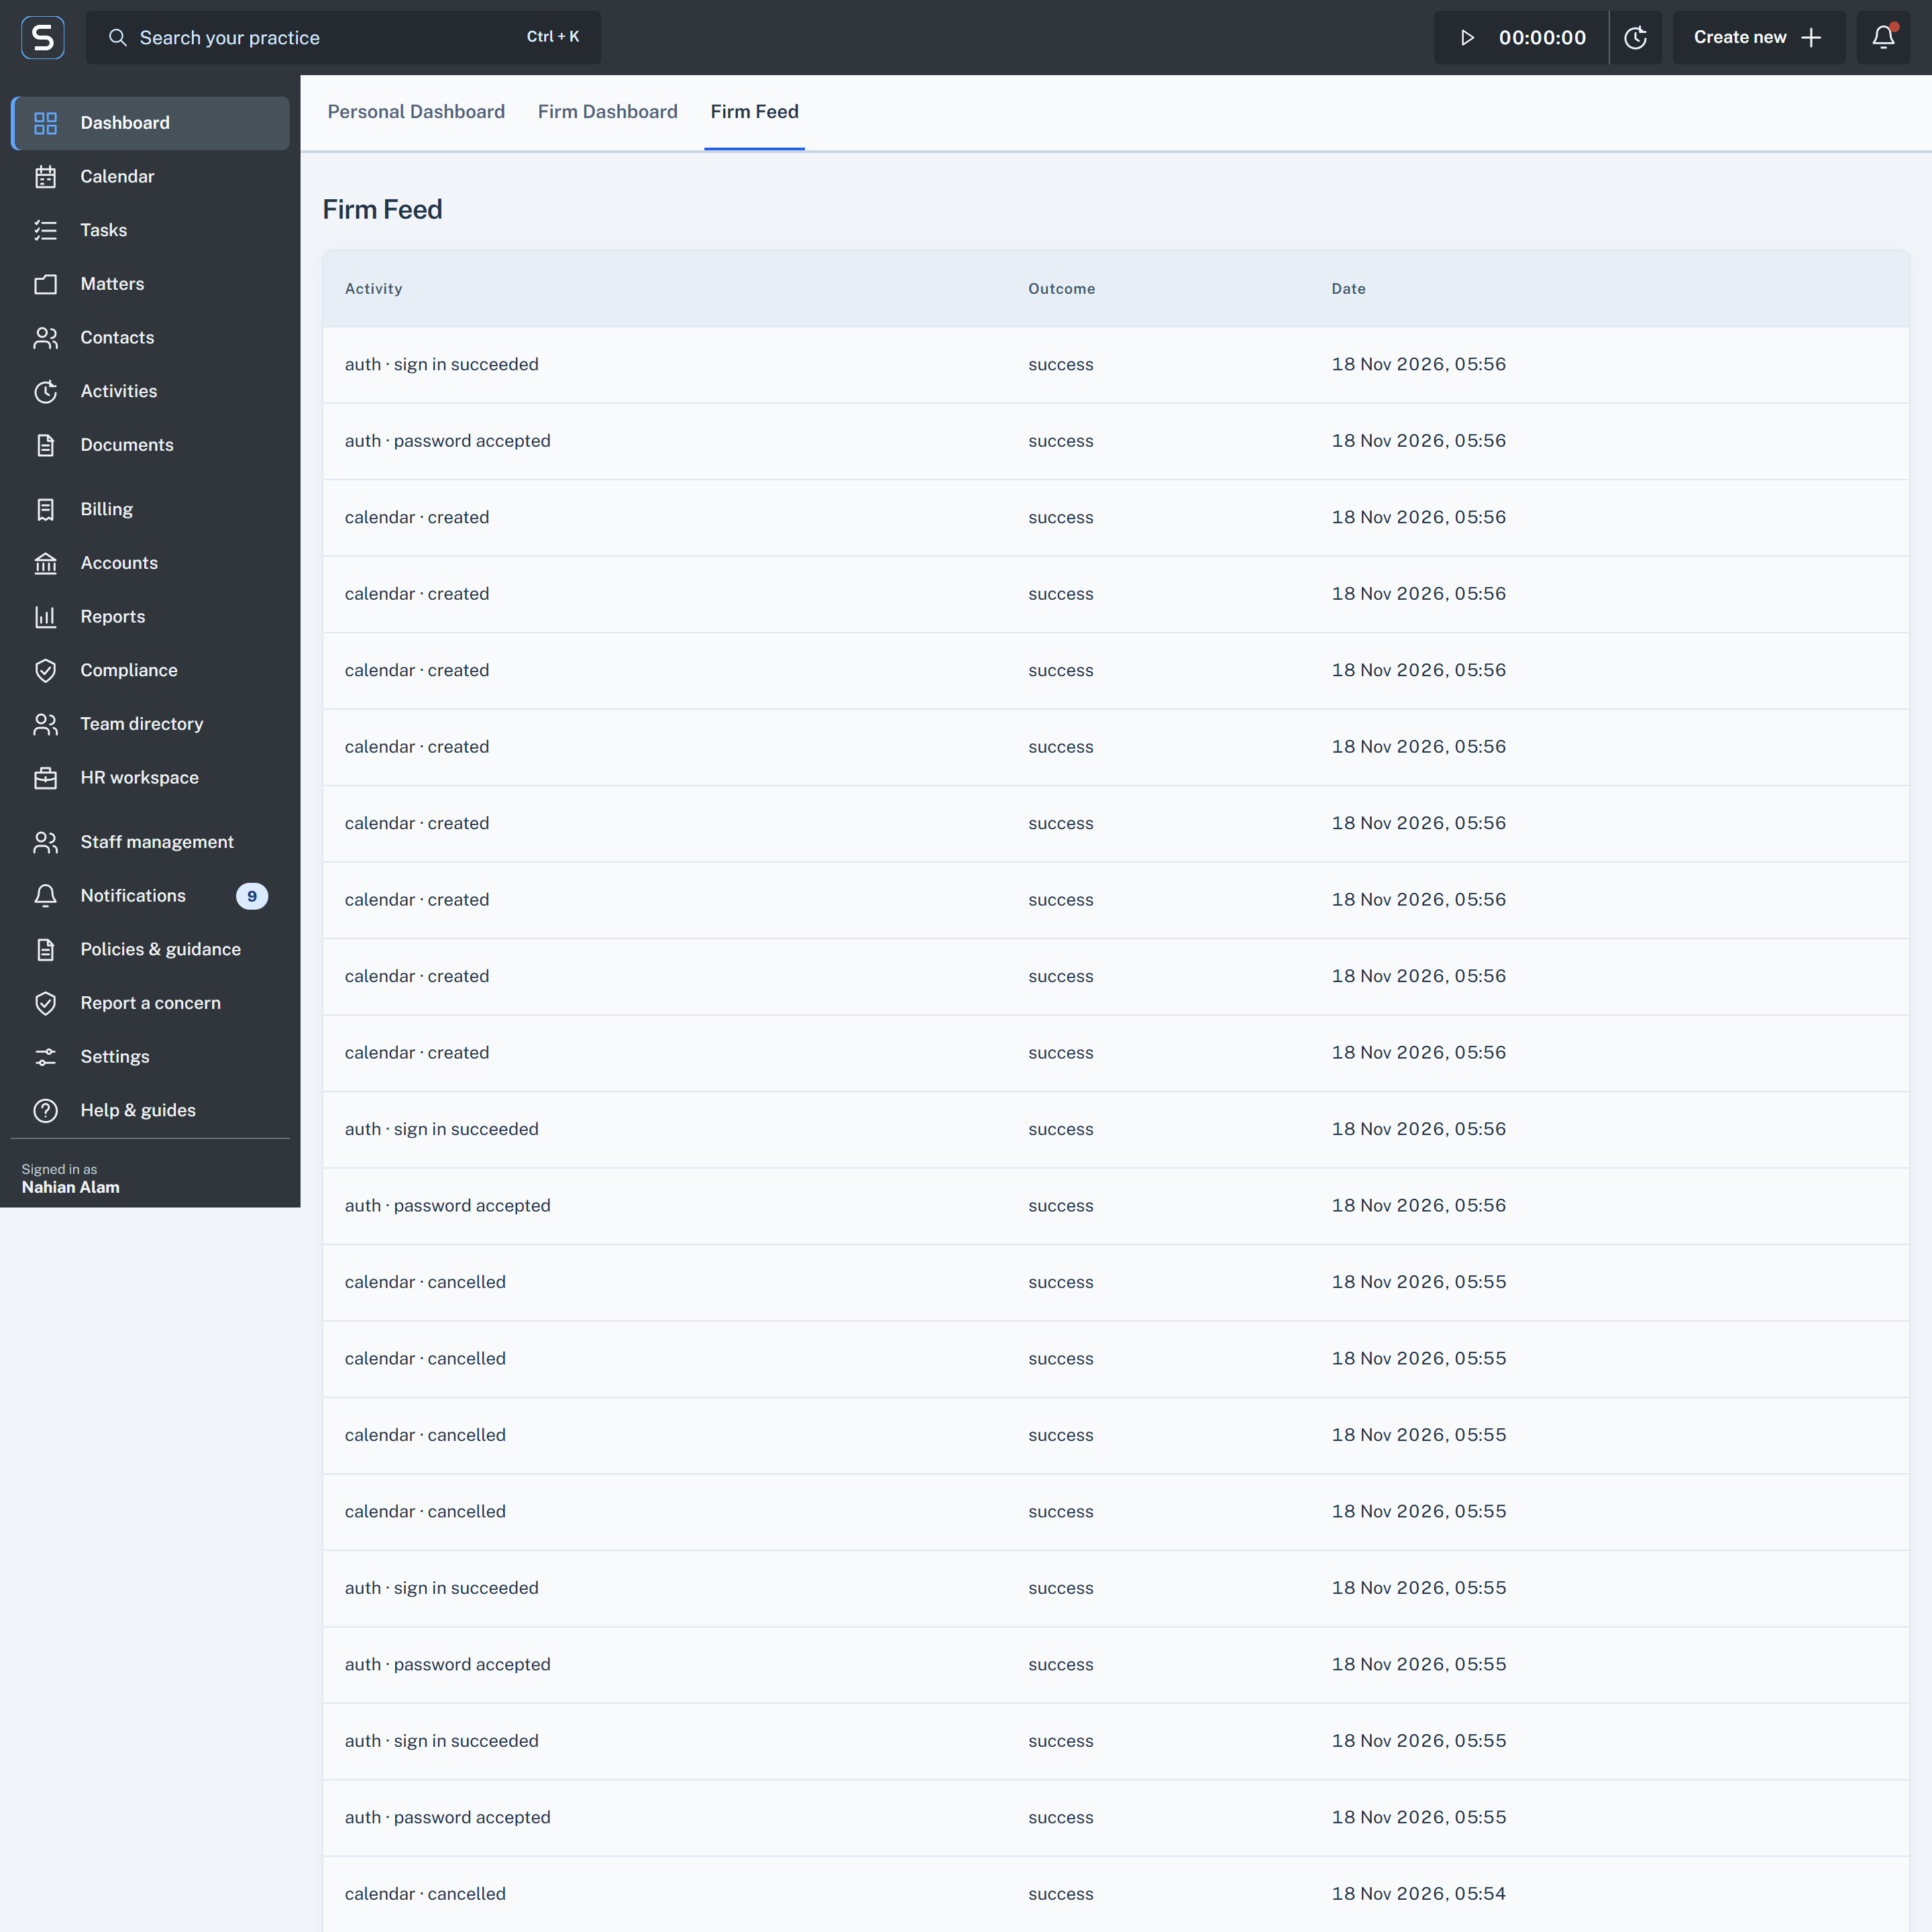 S
Search your practice Ctrl + K
00:00:00
Create new
Dashboard
Calendar
Tasks
Matters
Contacts
Activities
Documents
Billing
Accounts
Reports
Compliance
Team directory
HR workspace
Staff management
Notifications 9
Policies & guidance
Report a concern
Settings
Help & guides
Signed in as
Nahian Alam
Personal Dashboard Firm Dashboard Firm Feed
Firm Feed
Activity Outcome Date
auth · sign in succeeded success 18 Nov 2026, 05:56
auth · password accepted success 18 Nov 2026, 05:56
calendar · created success 18 Nov 2026, 05:56
calendar · created success 18 Nov 2026, 05:56
calendar · created success 18 Nov 2026, 05:56
calendar · created success 18 Nov 2026, 05:56
calendar · created success 18 Nov 2026, 05:56
calendar · created success 18 Nov 2026, 05:56
calendar · created success 18 Nov 2026, 05:56
calendar · created success 18 Nov 2026, 05:56
auth · sign in succeeded success 18 Nov 2026, 05:56
auth · password accepted success 18 Nov 2026, 05:56
calendar · cancelled success 18 Nov 2026, 05:55
calendar · cancelled success 18 Nov 2026, 05:55
calendar · cancelled success 18 Nov 2026, 05:55
calendar · cancelled success 18 Nov 2026, 05:55
auth · sign in succeeded success 18 Nov 2026, 05:55
auth · password accepted success 18 Nov 2026, 05:55
auth · sign in succeeded success 18 Nov 2026, 05:55
auth · password accepted success 18 Nov 2026, 05:55
calendar · cancelled success 18 Nov 2026, 05:54